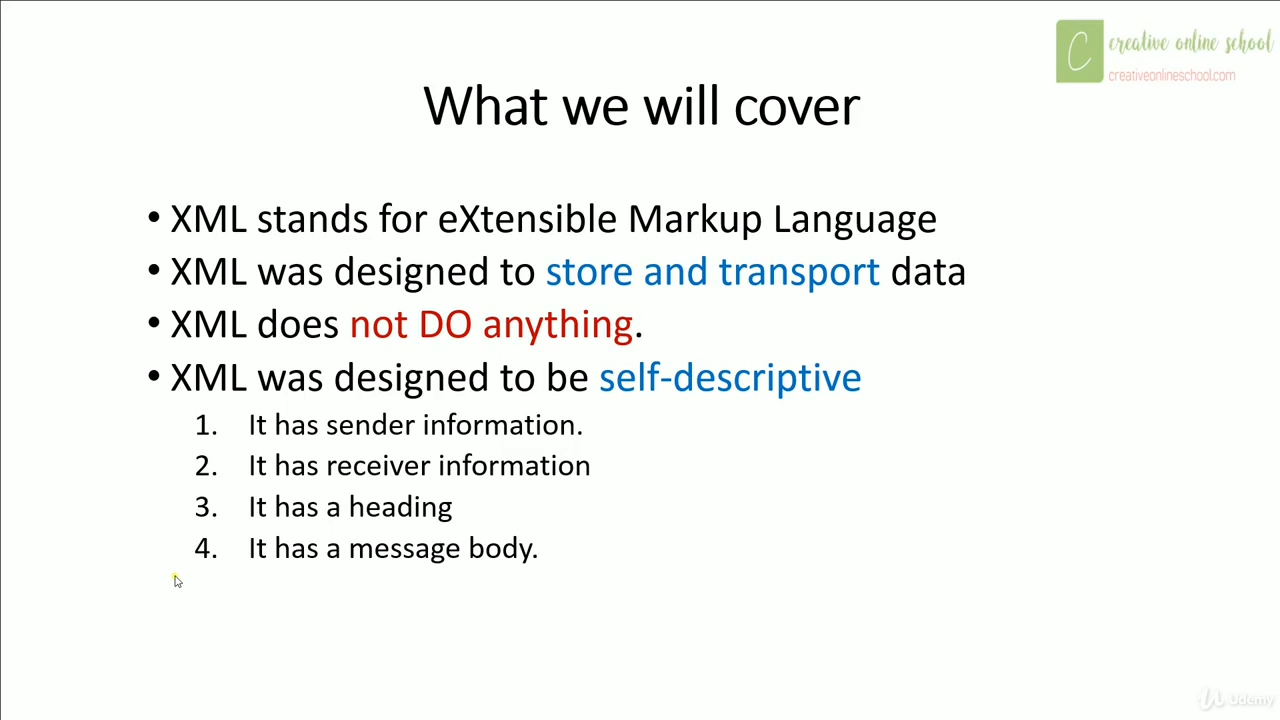 creative online school
creativeonlineschool.com
What we will cover
• XML stands for eXtensible Markup Language
• XML was designed to store and transport data
• XML does not DO anything.
• XML was designed to be self-descriptive
1. It has sender information.
2. It has receiver information
3. It has a heading
4. It has a message body.
Udemy